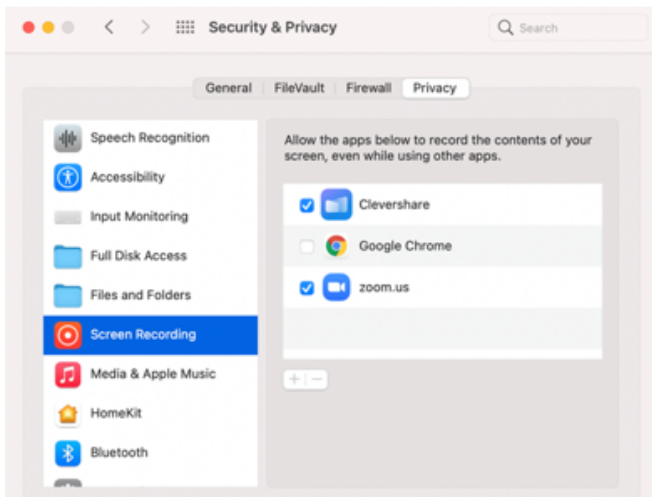 Security & Privacy
Search
General
FileVault
Firewall
Privacy
Speech Recognition
Accessibility
Input Monitoring
Full Disk Access
Files and Folders
Screen Recording
Media & Apple Music
HomeKit
Bluetooth
Allow the apps below to record the contents of your
screen, even while using other apps.
Clevershare
Google Chrome
zoom.us